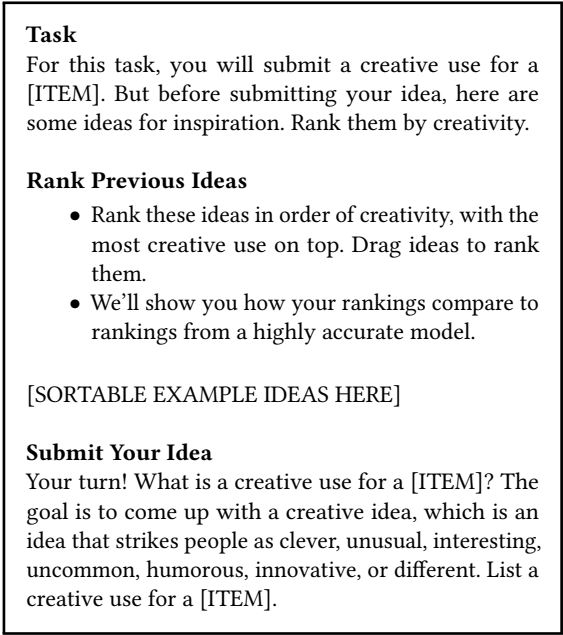 Task
For this task, you will submit a creative use for a
[ITEM]. But before submitting your idea, here are
some ideas for inspiration. Rank them by creativity.
Rank Previous Ideas
• Rank these ideas in order of creativity, with the
most creative use on top. Drag ideas to rank
them.
• We'll show you how your rankings compare to
rankings from a highly accurate model.
[SORTABLE EXAMPLE IDEAS HERE]
Submit Your Idea
Your turn! What is a creative use for a [ITEM]? The
goal is to come up with a creative idea, which is an
idea that strikes people as clever, unusual, interesting,
uncommon, humorous, innovative, or different. List a
creative use for a [ITEM].